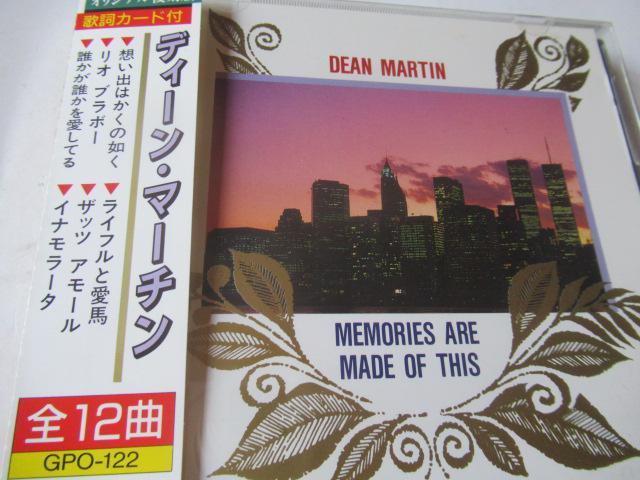 歌詞カード付
ディーン・マーチン
▼想い出はかくの如く
▼リオ ブラボー
▼誰かが誰かを愛してる
▼ライフルと愛馬
▼ザッツ アモール
▼イナモラータ
全12曲
GPO-122
DEAN MARTIN
MEMORIES ARE
MADE OF THIS